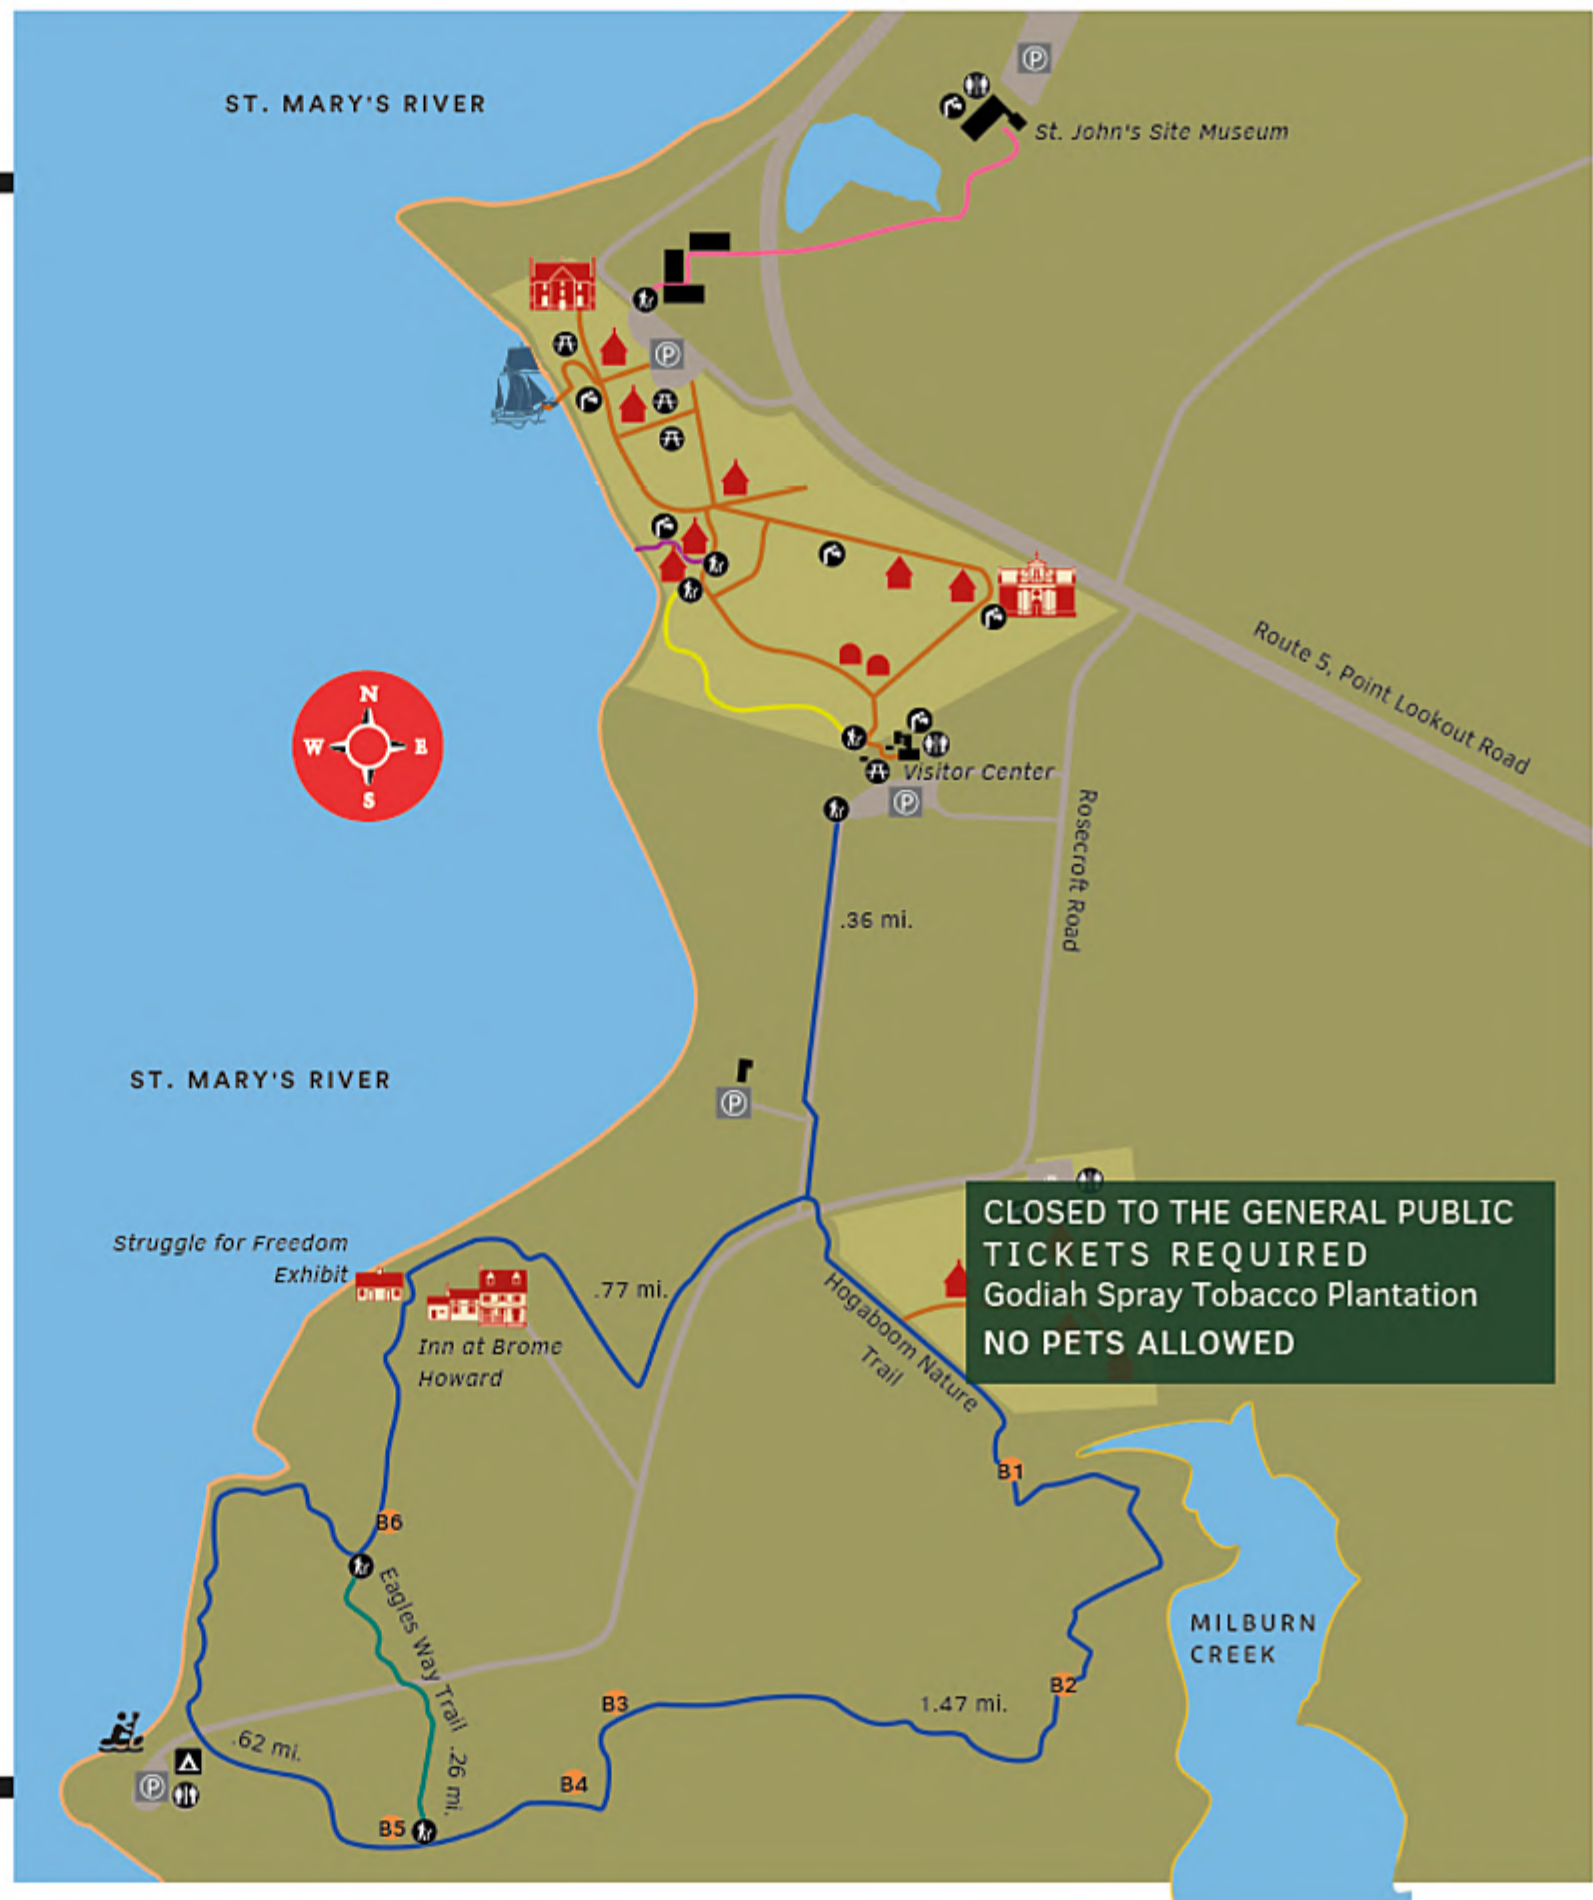 ST. MARY'S RIVER
P
St. John's Site Museum
P
N
W E
S
Route 5, Point Lookout Road
Visitor Center
P
Rosecroft Road
.36 mi.
ST. MARY'S RIVER
P
CLOSED TO THE GENERAL PUBLIC
TICKETS REQUIRED
Godiah Spray Tobacco Plantation
NO PETS ALLOWED
Struggle for Freedom
Exhibit
.77 mi.
Hogaboom Nature
Trail
Inn at Brome
Howard
B1
B6
Eagles Way Trail .26 mi.
MILBURN
CREEK
B2
B3
1.47 mi.
.62 mi.
P
B4
B5